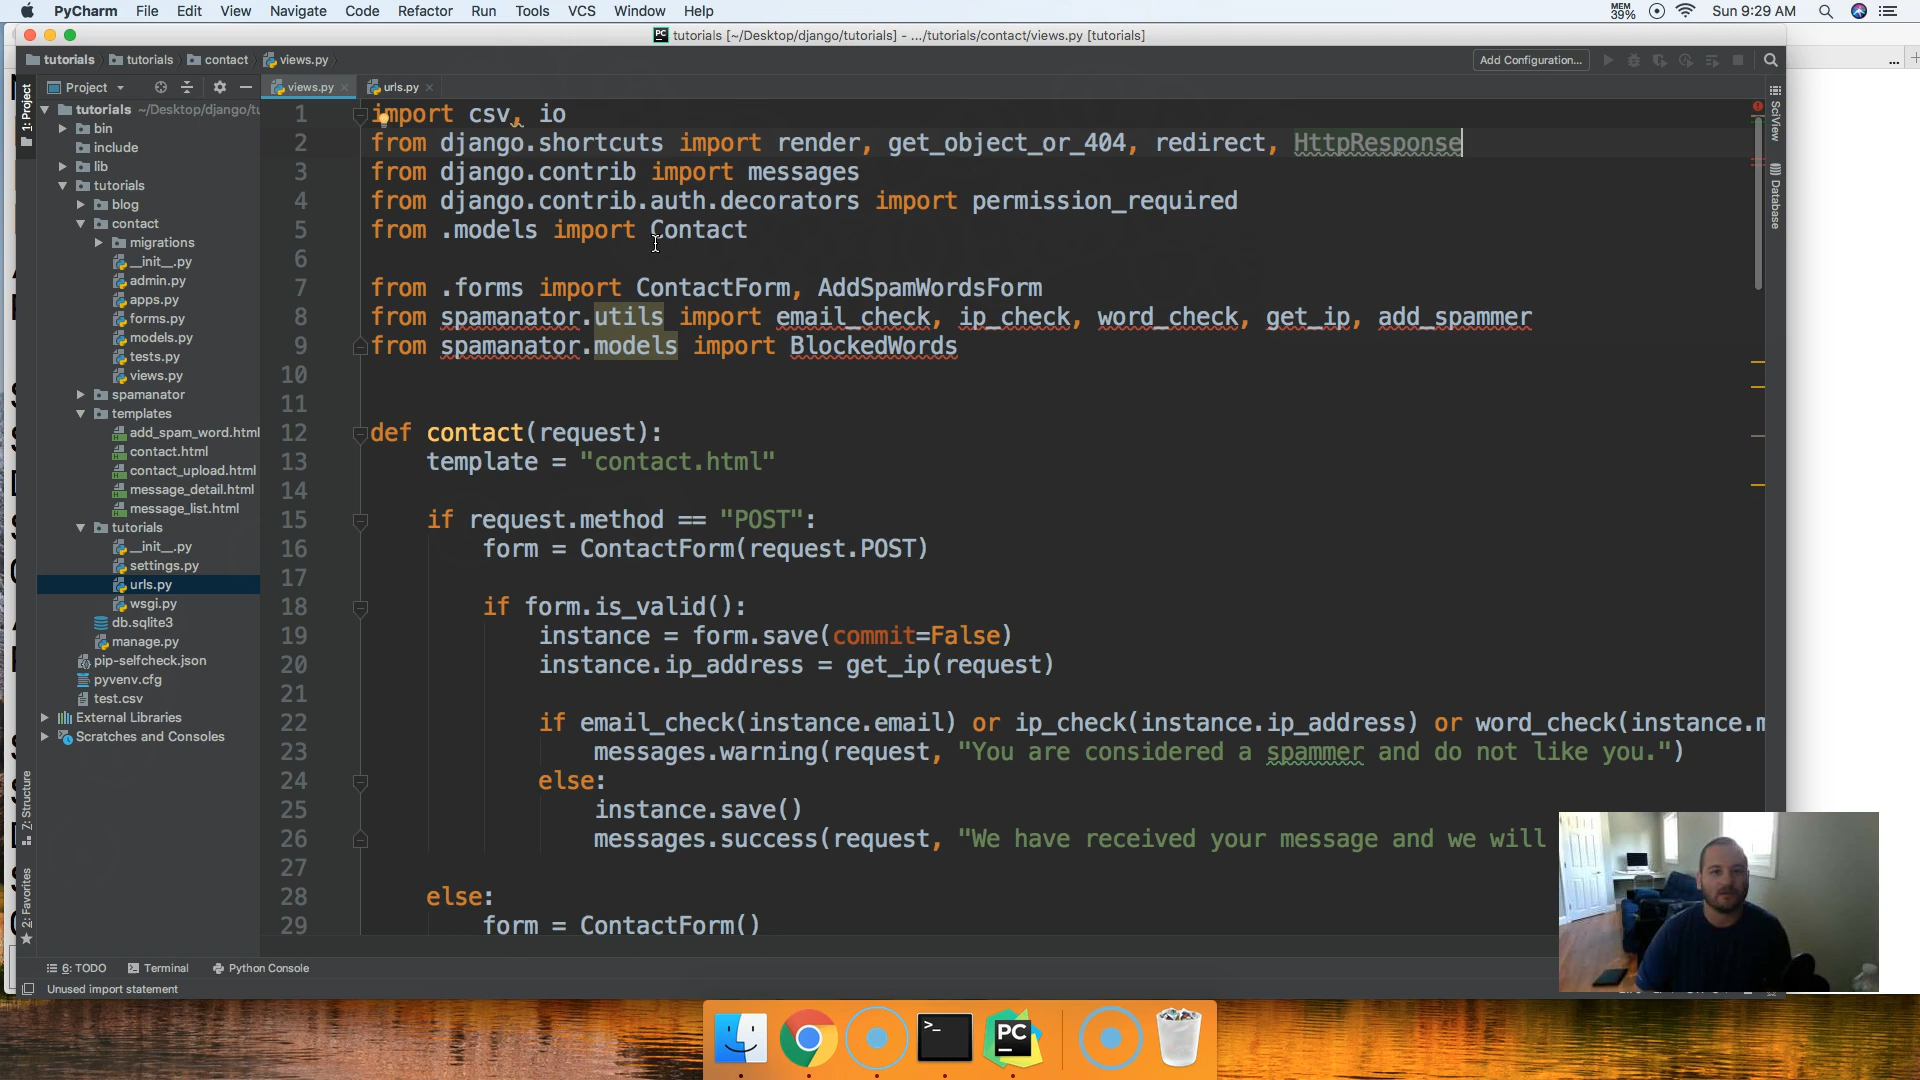 PyCharm File Edit View Navigate Code Refactor Run Tools VCS Window Help
MEM 39% Sun 9:29 AM
tutorials [~/Desktop/django/tutorials] - .../tutorials/contact/views.py [tutorials]
tutorials tutorials contact views.py
Add Configuration...
Project
views.py
urls.py
1: Project
tutorials ~/Desktop/django/tu
bin
include
lib
tutorials
blog
contact
migrations
__init__.py
admin.py
apps.py
forms.py
models.py
tests.py
views.py
spamanator
templates
add_spam_word.html
contact.html
contact_upload.html
message_detail.html
message_list.html
tutorials
__init__.py
settings.py
urls.py
wsgi.py
db.sqlite3
manage.py
pip-selfcheck.json
pyvenv.cfg
test.csv
External Libraries
Scratches and Consoles
7: Structure
2: Favorites
1 import csv, io
2 from django.shortcuts import render, get_object_or_404, redirect, HttpResponse
3 from django.contrib import messages
4 from django.contrib.auth.decorators import permission_required
5 from .models import Contact
6
7 from .forms import ContactForm, AddSpamWordsForm
8 from spamanator.utils import email_check, ip_check, word_check, get_ip, add_spammer
9 from spamanator.models import BlockedWords
10
11
12 def contact(request):
13 template = "contact.html"
14
15 if request.method == "POST":
16 form = ContactForm(request.POST)
17
18 if form.is_valid():
19 instance = form.save(commit=False)
20 instance.ip_address = get_ip(request)
21
22 if email_check(instance.email) or ip_check(instance.ip_address) or word_check(instance.m
23 messages.warning(request, "You are considered a spammer and do not like you.")
24 else:
25 instance.save()
26 messages.success(request, "We have received your message and we will
27
28 else:
29 form = ContactForm()
SciView
Database
6: TODO Terminal Python Console
Unused import statement
PC